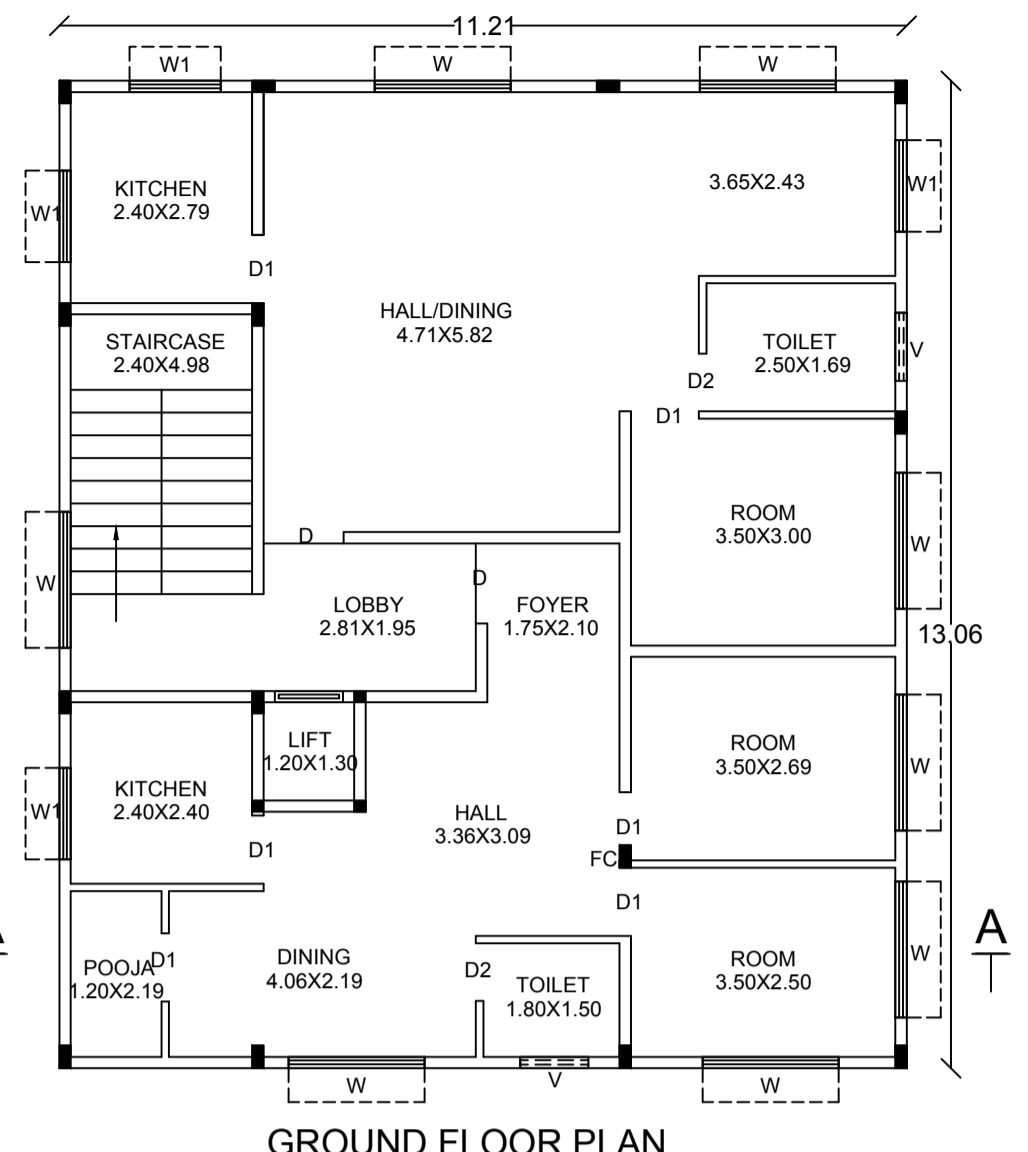 11.21
W1
W
W
KITCHEN
2.40X2.79
3.65X2.43
W1
W1
D1
HALL/DINING
4.71X5.82
STAIRCASE
2.40X4.98
TOILET
2.50X1.69
V
D2
D1
ROOM
3.50X3.00
W
D
W
D
LOBBY
2.81X1.95
FOYER
1.75X2.10
13.06
LIFT
1.20X1.30
ROOM
3.50X2.69
W
KITCHEN
2.40X2.40
W1
HALL
3.36X3.09
D1
D1
FC
D1
A
A
DINING
4.06X2.19
POOJA
1.20X2.19
D1
D2
TOILET
1.80X1.50
ROOM
3.50X2.50
W
W
V
W
GROUND FLOOR PLAN